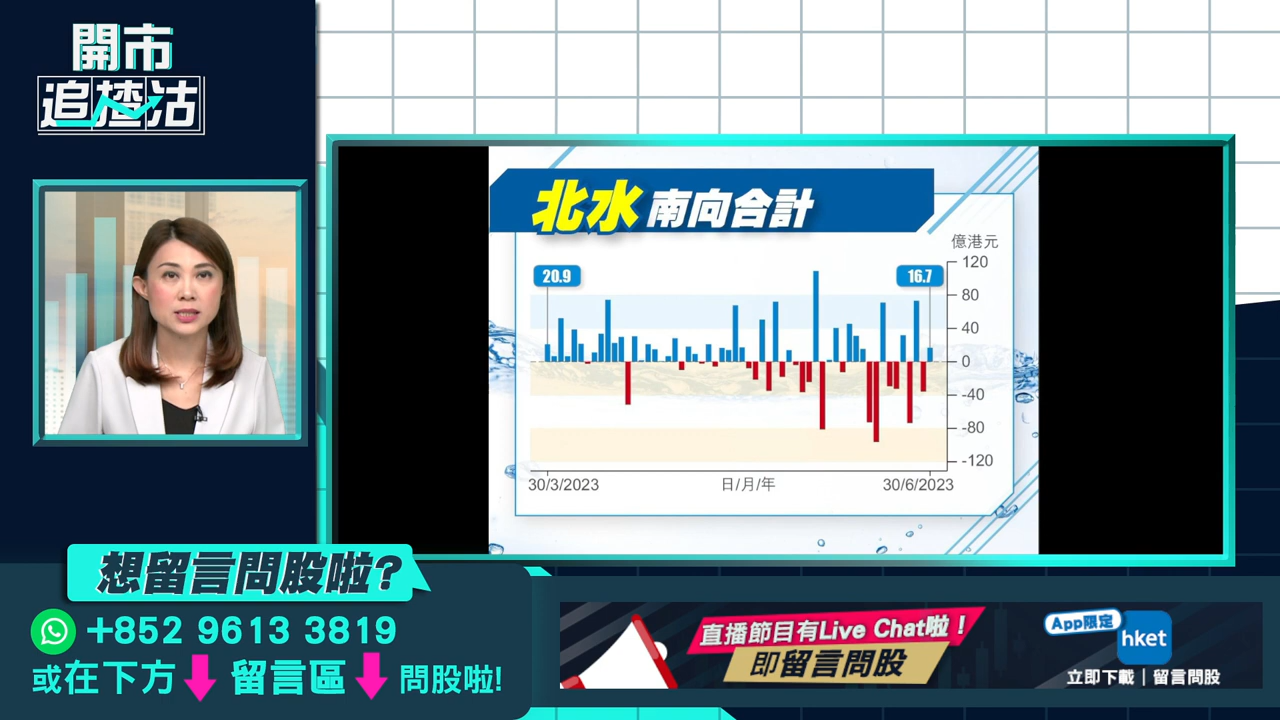 開市
追揸沽
北水 南向合計
億港元
20.9
16.7
120
80
40
0
-40
-80
-120
30/3/2023
日/月/年
30/6/2023
想留言問股啦?
+852 9613 3819
或在下方 留言區 問股啦!
直播節目有Live Chat啦!
即留言問股
App限定
hket
立即下載|留言問股